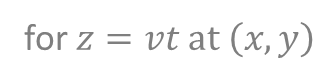 for z = vt at (x, y)